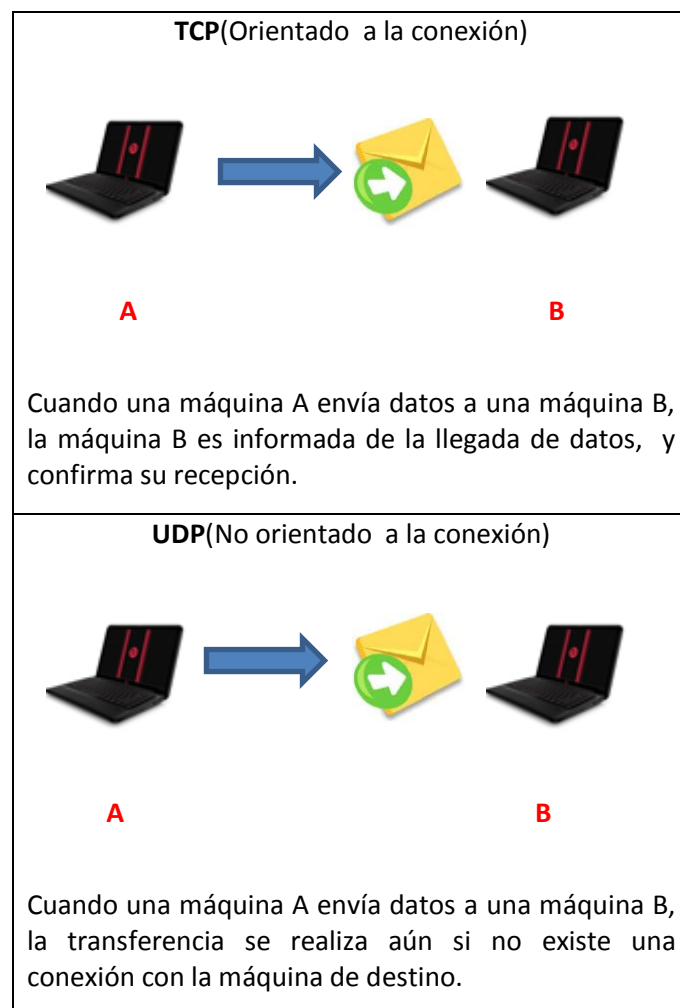 TCP(Orientado a la conexión)
A
B
Cuando una máquina A envía datos a una máquina B,
la máquina B es informada de la llegada de datos, y
confirma su recepción.
UDP(No orientado a la conexión)
A
B
Cuando una máquina A envía datos a una máquina B,
la transferencia se realiza aún si no existe una
conexión con la máquina de destino.